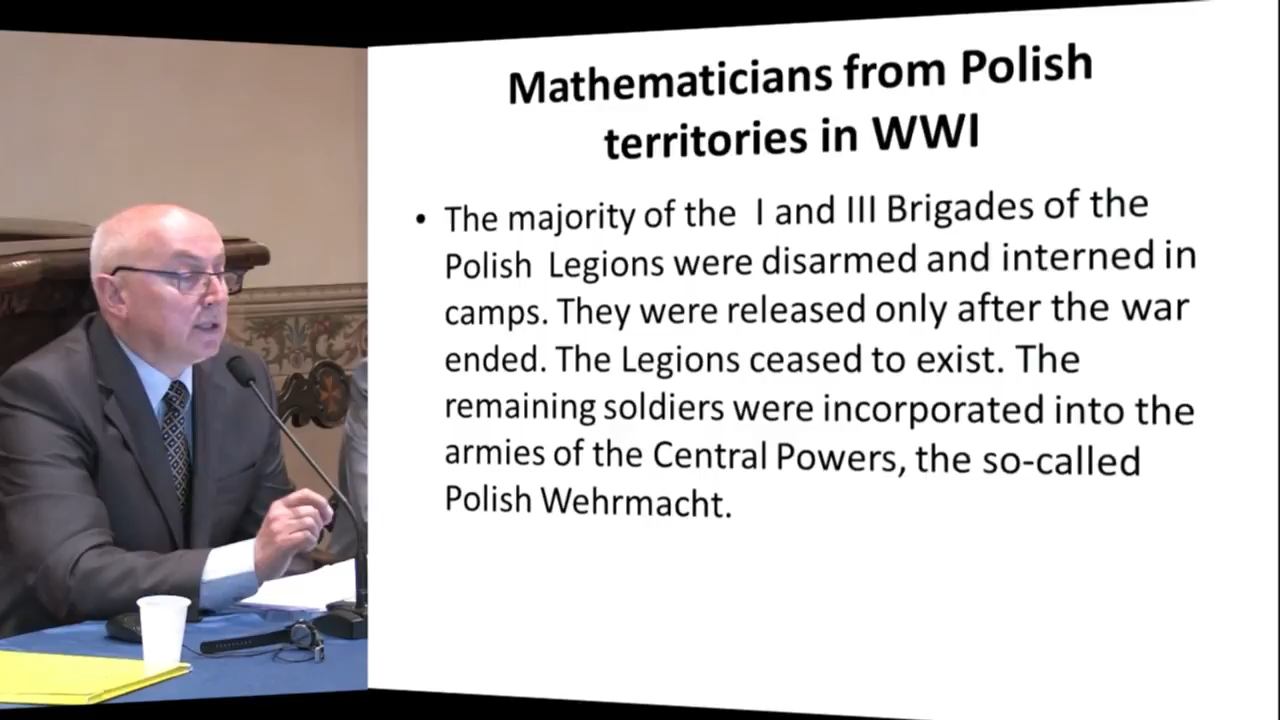 Mathematicians from Polish
territories in WWI
• The majority of the I and III Brigades of the
Polish Legions were disarmed and interned in
camps. They were released only after the war
ended. The Legions ceased to exist. The
remaining soldiers were incorporated into the
armies of the Central Powers, the so-called
Polish Wehrmacht.